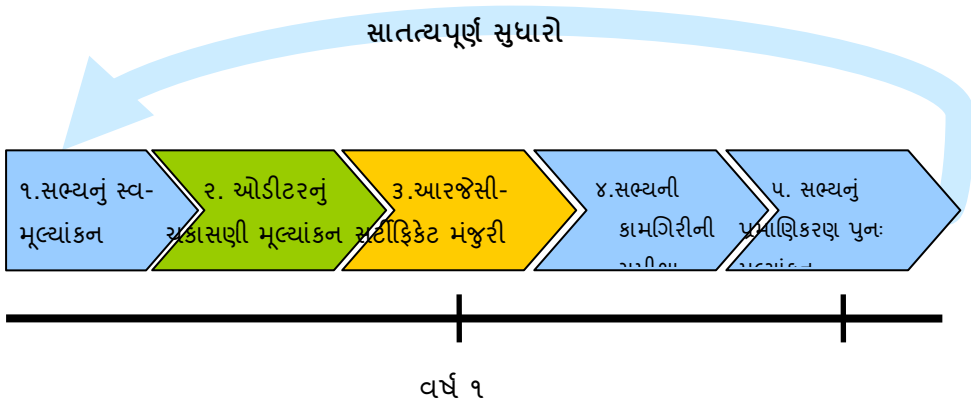 સાતત્યપૂર્ણ સુધારો
૧.સભ્યનું સ્વ-
મૂલ્યાંકન
૨. ઓડીટરનું
ચકાસણી મૂલ્યાંકન
૩.આરજેસી-
સર્ટીફિકેટ મંજુરી
૪.સભ્યની
કામગિરીની
૫. સભ્યનું
પ્રમાણિકરણ પુનઃ
વર્ષ ૧